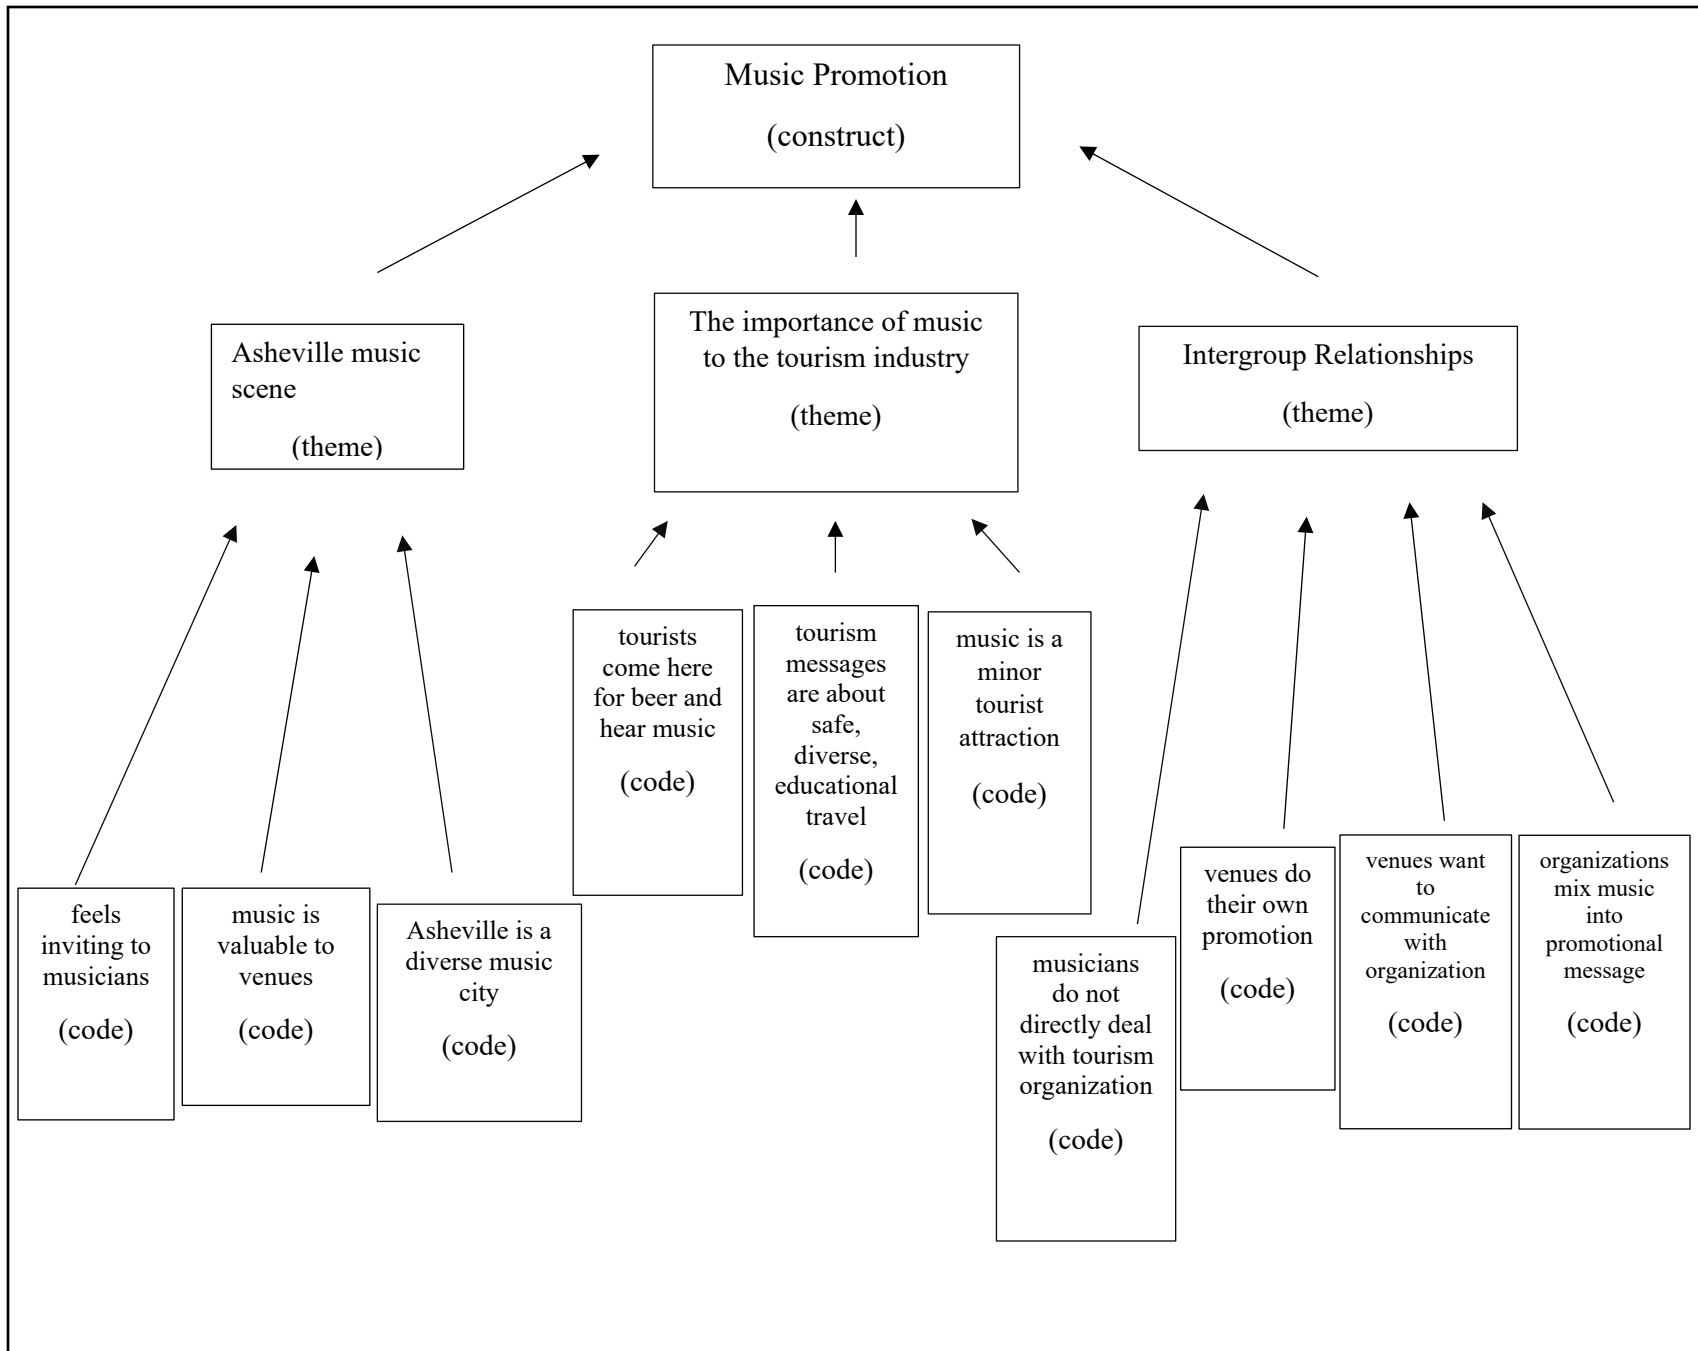 Music Promotion
(construct)
Asheville music
scene
(theme)
The importance of music
to the tourism industry
(theme)
Intergroup Relationships
(theme)
feels
inviting to
musicians
(code)
music is
valuable to
venues
(code)
Asheville is a
diverse music
city
(code)
tourists
come here
for beer and
hear music
(code)
tourism
messages
are about
safe,
diverse,
educational
travel
(code)
music is a
minor
tourist
attraction
(code)
musicians
do not
directly deal
with tourism
organization
(code)
venues do
their own
promotion
(code)
venues want
to
communicate
with
organization
(code)
organizations
mix music
into
promotional
message
(code)